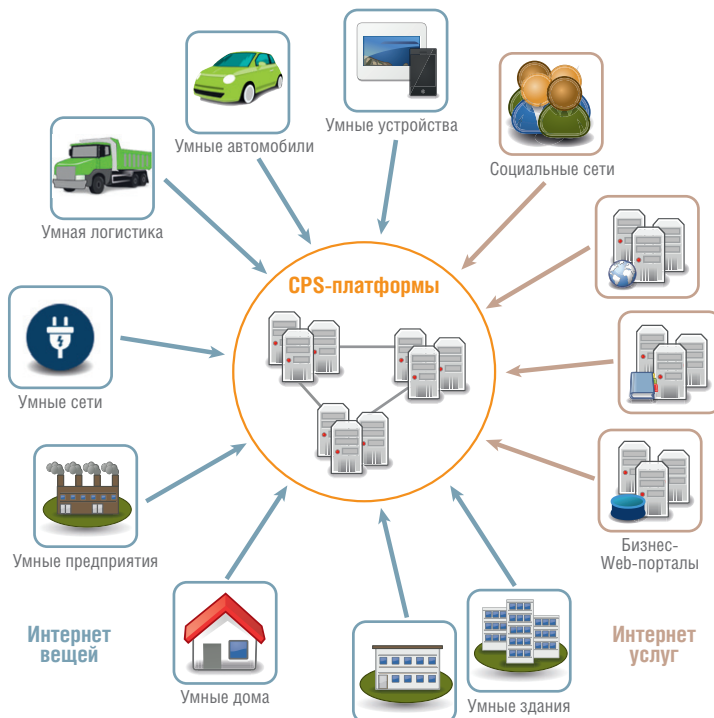 Умные устройства
Умные автомобили
Социальные сети
Умная логистика
CPS-платформы
Умные сети
Умные предприятия
Бизнес-
Web-порталы
Интернет
вещей
Интернет
услуг
Умные дома
Умные здания